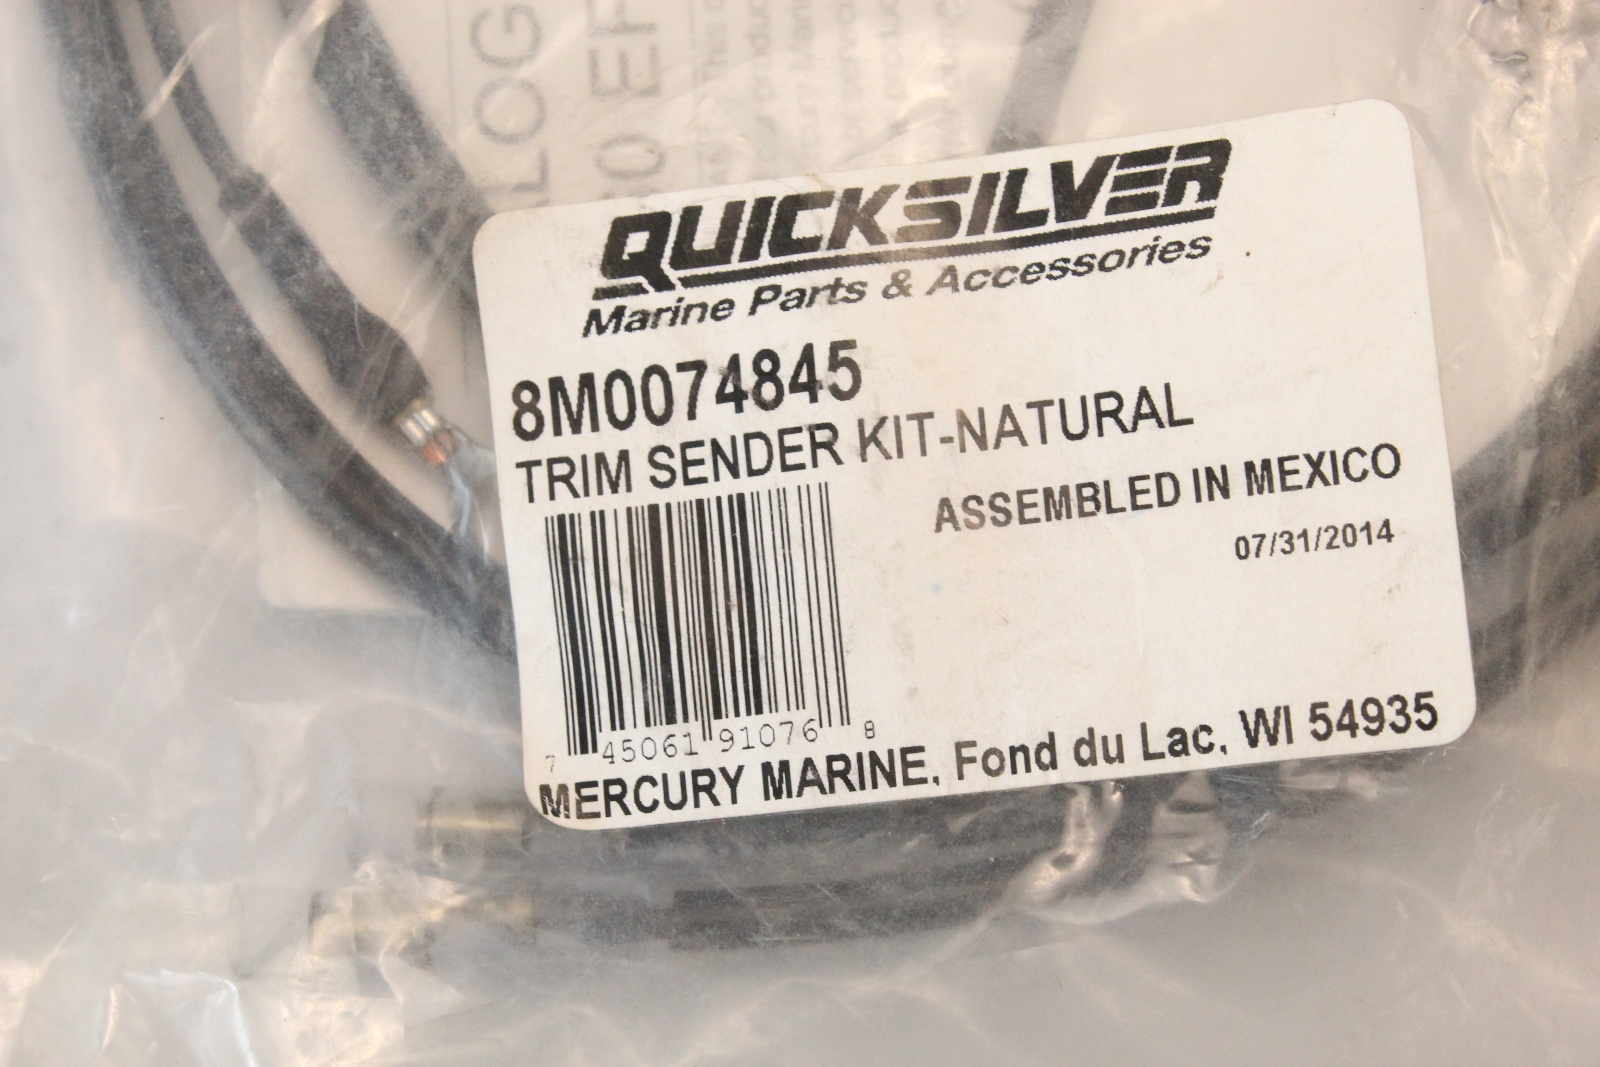 LOG
QUICKSILVER
Marine Parts & Accessories
8M0074845
TRIM SENDER KIT-NATURAL
ASSEMBLED IN MEXICO
07/31/2014
7 45061 91076 8
MERCURY MARINE, Fond du Lac, WI 54935